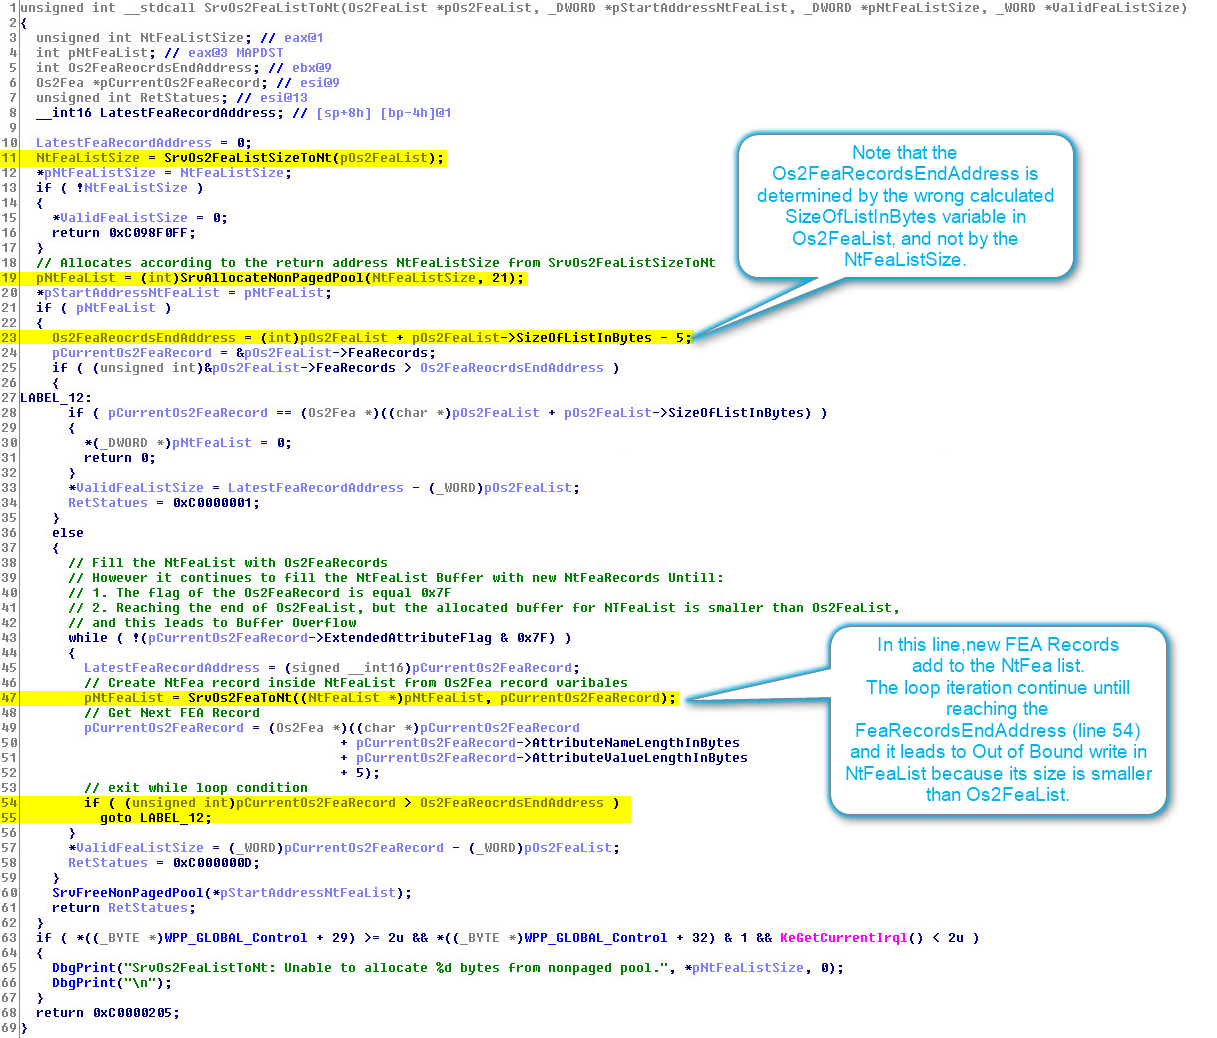 1 unsigned int __stdcall SrvOs2FeaListToNt(Os2FeaList *pOs2FeaList, _DWORD *pStartAddressNtFeaList, _DWORD *pNtFeaListSize, _WORD *ValidFeaListSize)
2 {
3   unsigned int NtFeaListSize; // eax@1
4   int pNtFeaList; // eax@3 MAPDST
5   int Os2FeaReocrdsEndAddress; // ebx@9
6   Os2Fea *pCurrentOs2FeaRecord; // esi@9
7   unsigned int RetStatues; // esi@13
8   __int16 LatestFeaRecordAddress; // [sp+8h] [bp-4h]@1
9
10   LatestFeaRecordAddress = 0;
11   NtFeaListSize = SrvOs2FeaListSizeToNt(pOs2FeaList);
12   *pNtFeaListSize = NtFeaListSize;
13   if ( !NtFeaListSize )
14   {
15     *ValidFeaListSize = 0;
16     return 0xC098F0FF;
17   }
18   // Allocates according to the return address NtFeaListSize from SrvOs2FeaListSizeToNt
19   pNtFeaList = (int)SrvAllocateNonPagedPool(NtFeaListSize, 21);
20   *pStartAddressNtFeaList = pNtFeaList;
21   if ( pNtFeaList )
22   {
23     Os2FeaReocrdsEndAddress = (int)pOs2FeaList + pOs2FeaList->SizeOfListInBytes - 5;
24     pCurrentOs2FeaRecord = &pOs2FeaList->FeaRecords;
25     if ( (unsigned int)&pOs2FeaList->FeaRecords > Os2FeaReocrdsEndAddress )
26     {
27 LABEL_12:
28       if ( pCurrentOs2FeaRecord == (Os2Fea *)((char *)pOs2FeaList + pOs2FeaList->SizeOfListInBytes) )
29       {
30         *(_DWORD *)pNtFeaList = 0;
31         return 0;
32       }
33       *ValidFeaListSize = LatestFeaRecordAddress - (_WORD)pOs2FeaList;
34       RetStatues = 0xC0000001;
35     }
36     else
37     {
38       // Fill the NtFeaList with Os2FeaRecords
39       // However it continues to fill the NtFeaList Buffer with new NtFeaRecords Untill:
40       // 1. The flag of the Os2FeaRecord is equal 0x7F
41       // 2. Reaching the end of Os2FeaList, but the allocated buffer for NTFeaList is smaller than Os2FeaList,
42       // and this leads to Buffer Overflow
43       while ( !(pCurrentOs2FeaRecord->ExtendedAttributeFlag & 0x7F) )
44       {
45         LatestFeaRecordAddress = (signed __int16)pCurrentOs2FeaRecord;
46         // Create NtFea record inside NtFeaList from Os2Fea record varibales
47         pNtFeaList = SrvOs2FeaToNt((NtFeaList *)pNtFeaList, pCurrentOs2FeaRecord);
48         // Get Next FEA Record
49         pCurrentOs2FeaRecord = (Os2Fea *)((char *)pCurrentOs2FeaRecord
50                                         + pCurrentOs2FeaRecord->AttributeNameLengthInBytes
51                                         + pCurrentOs2FeaRecord->AttributeValueLengthInBytes
52                                         + 5);
53         // exit while loop condition
54         if ( (unsigned int)pCurrentOs2FeaRecord > Os2FeaReocrdsEndAddress )
55           goto LABEL_12;
56       }
57       *ValidFeaListSize = (_WORD)pCurrentOs2FeaRecord - (_WORD)pOs2FeaList;
58       RetStatues = 0xC000000D;
59     }
60     SrvFreeNonPagedPool(*pStartAddressNtFeaList);
61     return RetStatues;
62   }
63   if ( *((_BYTE *)WPP_GLOBAL_Control + 29) >= 2u && *((_BYTE *)WPP_GLOBAL_Control + 32) & 1 && KeGetCurrentIrql() < 2u )
64   {
65     DbgPrint("SrvOs2FeaListToNt: Unable to allocate %d bytes from nonpaged pool.", *pNtFeaListSize, 0);
66     DbgPrint("\n");
67   }
68   return 0xC0000205;
69 }
Note that the
Os2FeaRecordsEndAddress is
determined by the wrong calculated
SizeOfListInBytes variable in
Os2FeaList, and not by the
NtFeaListSize.
In this line,new FEA Records
add to the NtFea list.
The loop iteration continue untill
reaching the
FeaRecordsEndAddress (line 54)
and it leads to Out of Bound write in
NtFeaList because its size is smaller
than Os2FeaList.